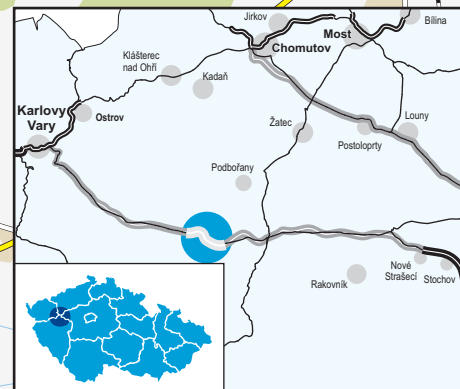 Jirkov
Bílina
Most
Chomutov
Klášterec
nad Ohří
Kadaň
Karlovy
Vary
Ostrov
Žatec
Louny
Postoloprty
Podbořany
Nové
Strašecí
Stochov
Rakovník